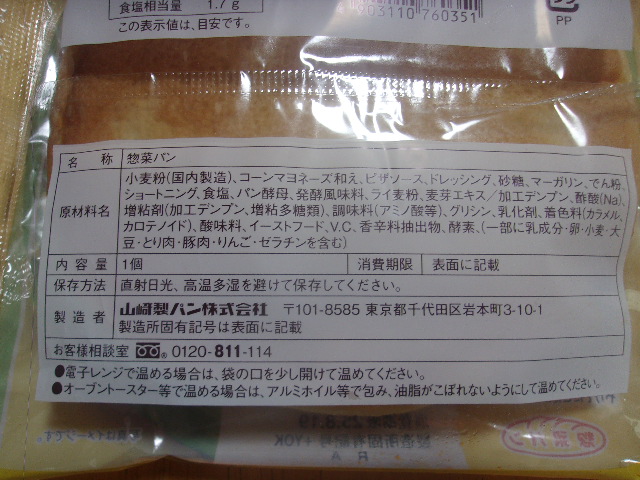 食塩相当量 1.7g
この表示値は、目安です。
03110 760351
PP
名 称 惣菜パン
原材料名 小麦粉(国内製造)、コーンマヨネーズ和え、ピザソース、ドレッシング、砂糖、マーガリン、でん粉、
ショートニング、食塩、パン酵母、発酵風味料、ライ麦粉、麦芽エキス/加工デンプン、酢酸(Na)、
増粘剤(加工デンプン、増粘多糖類)、調味料(アミノ酸等)、グリシン、乳化剤、着色料(カラメル、
カロテノイド)、酸味料、イーストフード、V.C、香辛料抽出物、酵素、(一部に乳成分・卵・小麦・大
豆・とり肉・豚肉・りんご・ゼラチンを含む)
内 容 量 1個 消費期限 表面に記載
保存方法 直射日光、高温多湿を避けて保存してください。
製 造 者 山崎製パン株式会社 〒101-8585 東京都千代田区岩本町3-10-1
製造所固有記号は表面に記載
お客様相談室 0120-811-114
●電子レンジで温める場合は、袋の口を少し開けて温めてください。
●オーブントースター等で温める場合は、アルミホイル等で包み、油脂がこぼれないようにして温めてください。
25.8.19
製造所固有記号+YOK